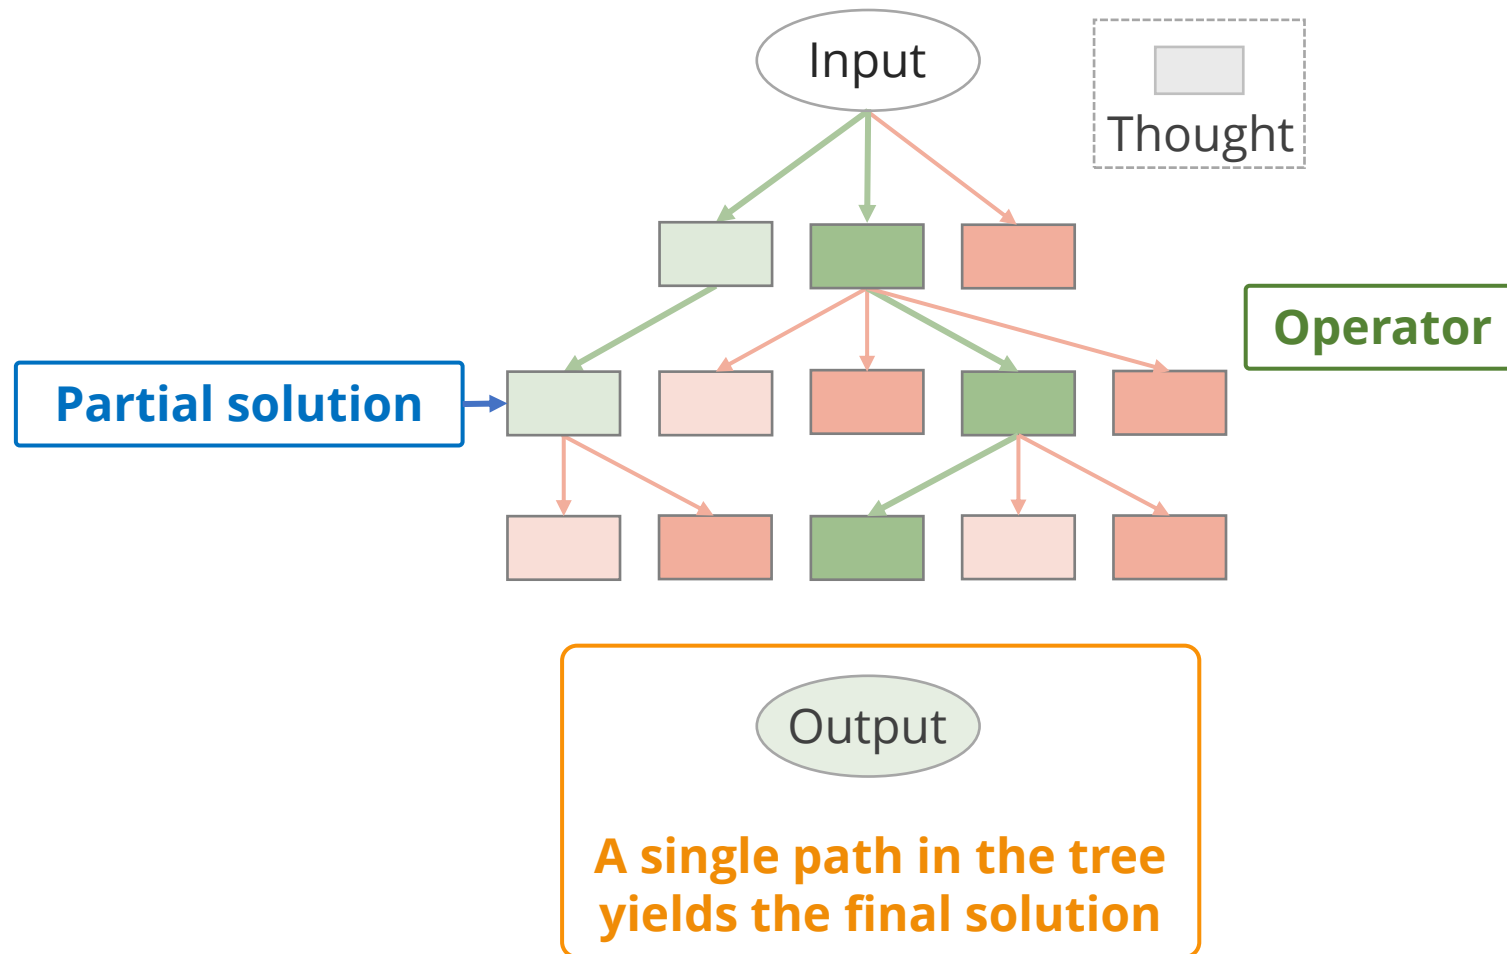 Input
Thought
Operator
Partial solution
Output
A single path in the tree
yields the final solution